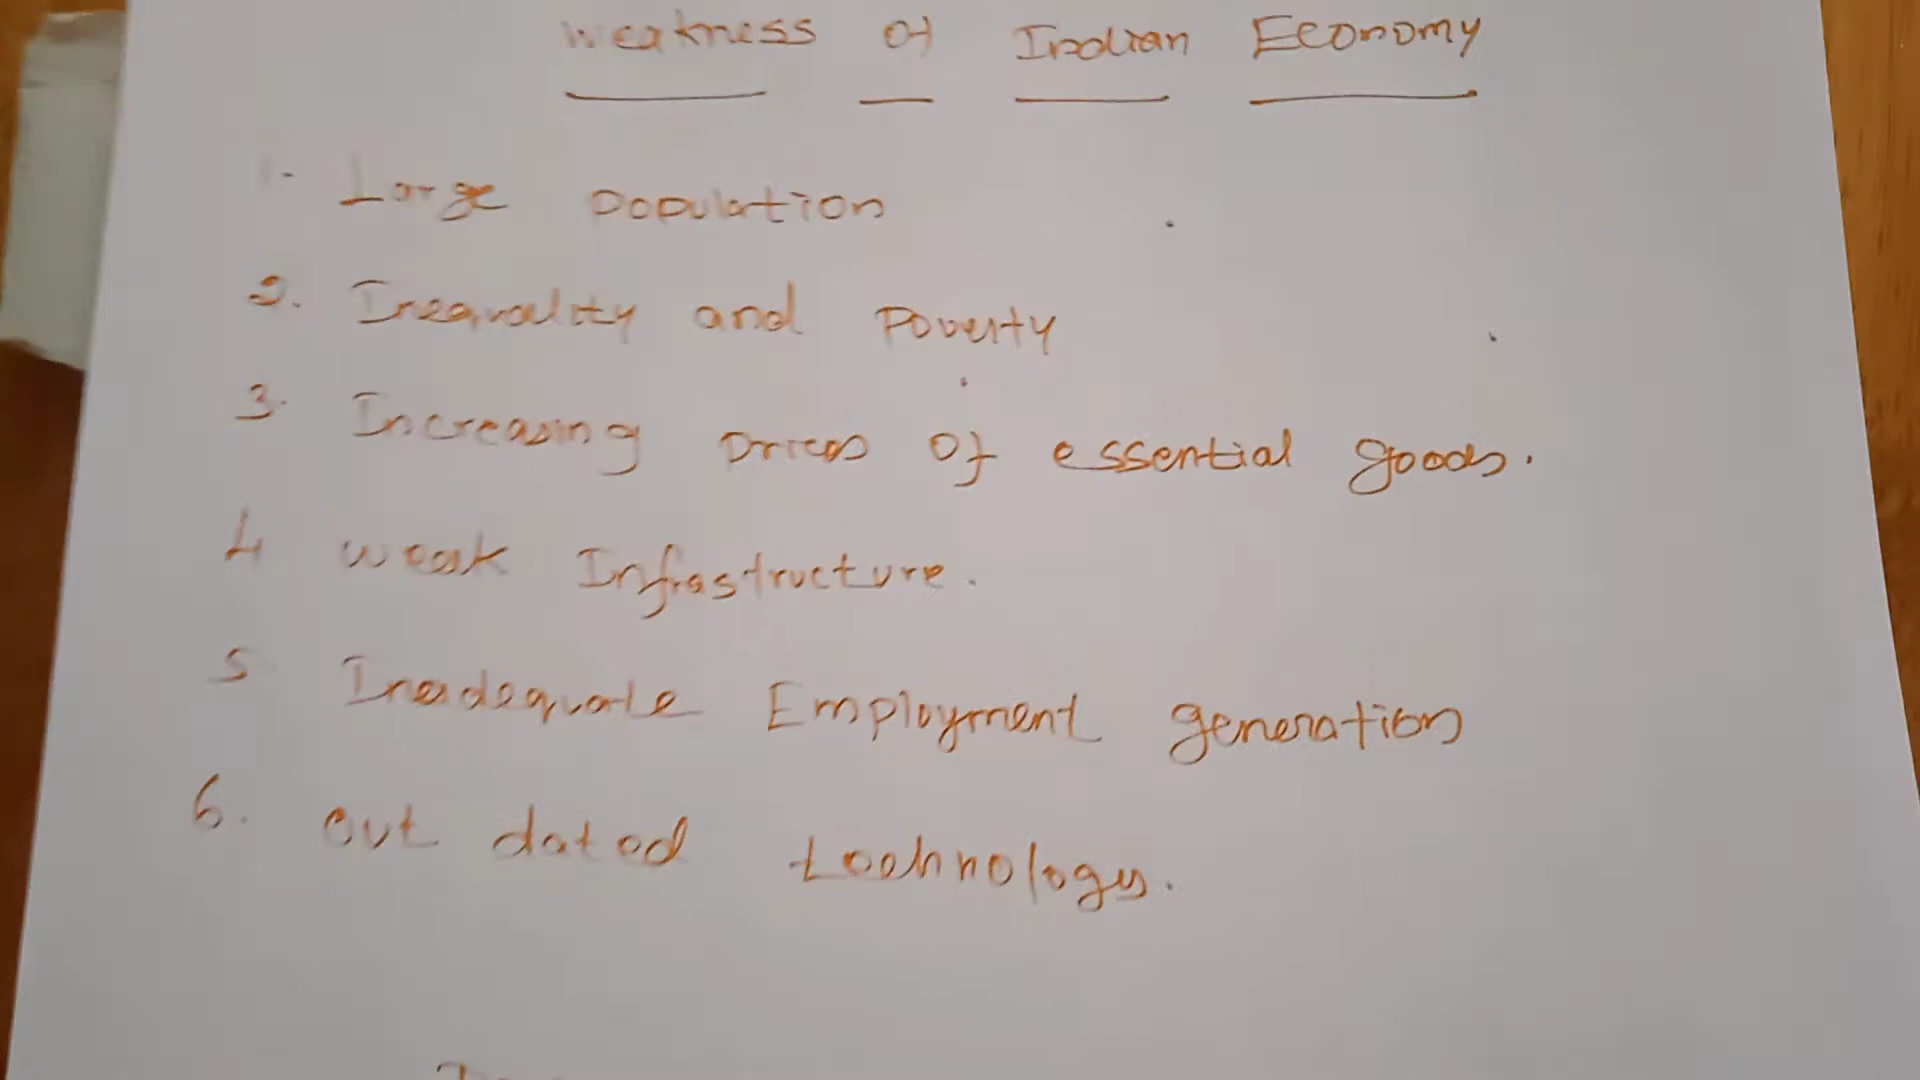 Weakness of Indian Economy
1. Large population
2. Inequality and Poverty
3. Increasing prices of essential goods.
4 weak Infrastructure.
5 Inadequate Employment generation
6. out dated technology.